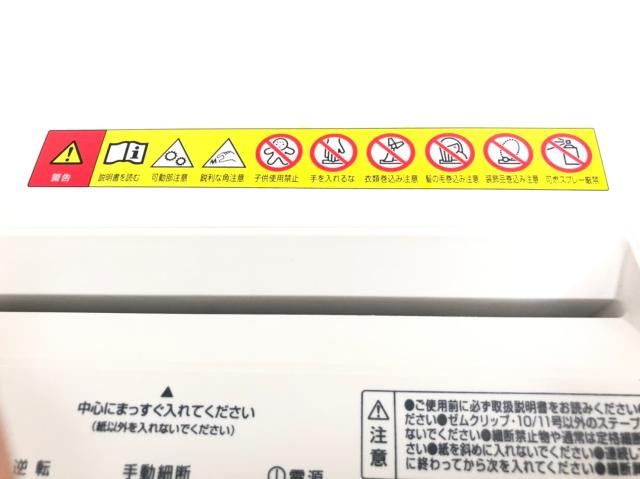 警告 説明書を読む 可動部注意 鋭利な角注意 子供使用禁止 手を入れるな 衣類巻込み注意 髪の毛巻込み注意 装飾品巻込み注意 可燃スプレー厳禁
中心にまっすぐ入れてください
(紙以外を入れないでください)
逆転 手動細断 電源
注意
●ご使用前に必ず取扱説明書をお読みください
●ゼムクリップ・10/11号以外のステープ
ないでください●細断禁止物や通常は定格細断
●紙を斜めに入れないでください●連続し
に終わってから次を入れてください●細断